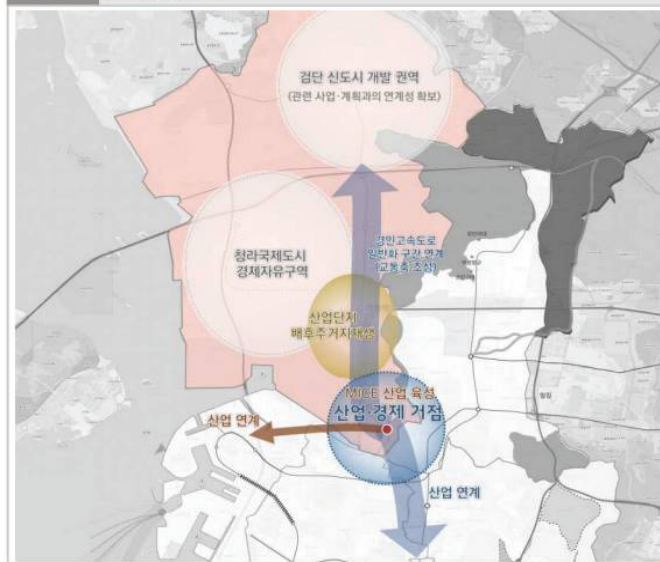 검단 신도시 개발 권역
(관련 사업·계획과의 연계성 확보)
청라국제도시
경제자유구역
경인고속도로
일반화 구간 연계
(교통축 조성)
산업단지
배후주거지재생
MICE 산업 육성
산업·경제 거점
산업 연계
산업 연계